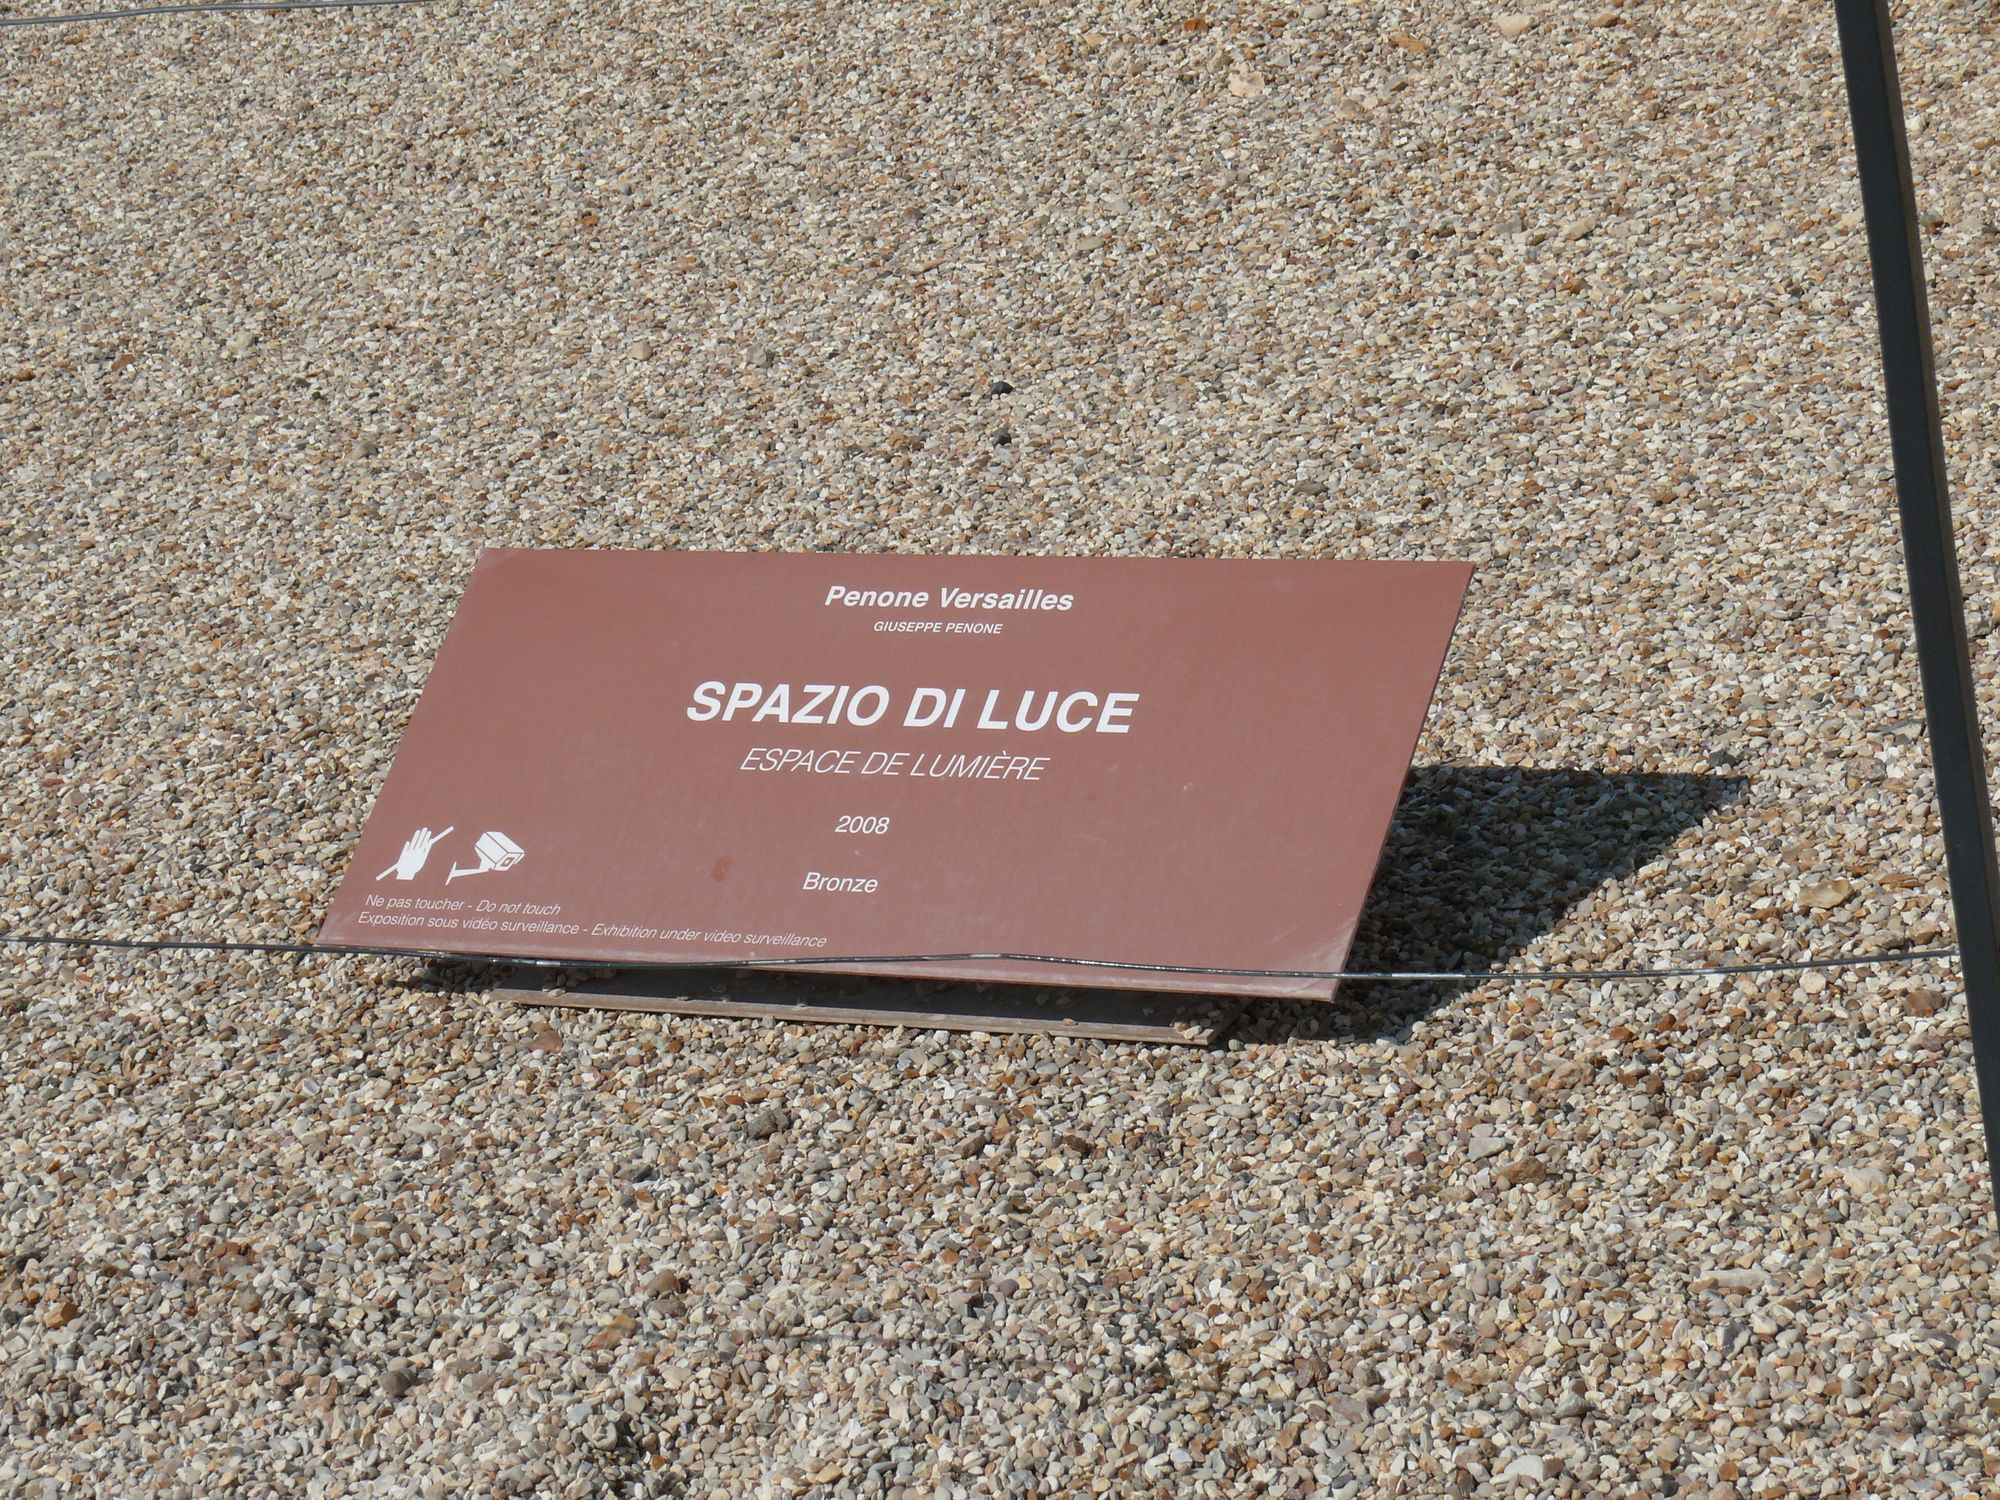 Penone Versailles
GIUSEPPE PENONE
SPAZIO DI LUCE
ESPACE DE LUMIÈRE
2008
Bronze
Ne pas toucher - Do not touch
Exposition sous vidéo surveillance - Exhibition under video surveillance